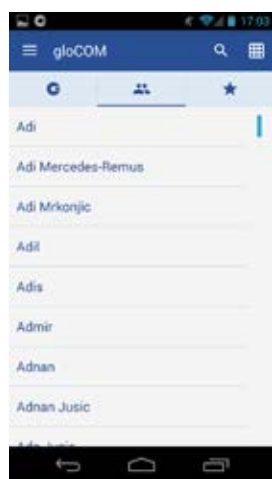 17:03
gloCOM
Adi
Adi Mercedes-Remus
Adi Mrkonjic
Adil
Adis
Admir
Adnan
Adnan Jusic